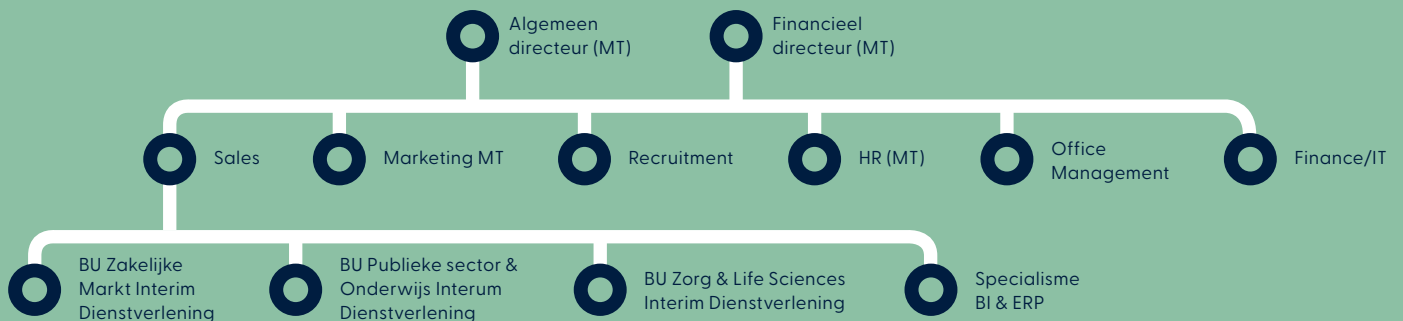 Algemeen
directeur (MT)
Financieel
directeur (MT)
Sales
Marketing MT
Recruitment
HR (MT)
Office
Management
Finance/IT
BU Zakelijke
Markt Interim
Dienstverlening
BU Publieke sector &
Onderwijs Interum
Dienstverlening
BU Zorg & Life Sciences
Interim Dienstverlening
Specialisme
BI & ERP